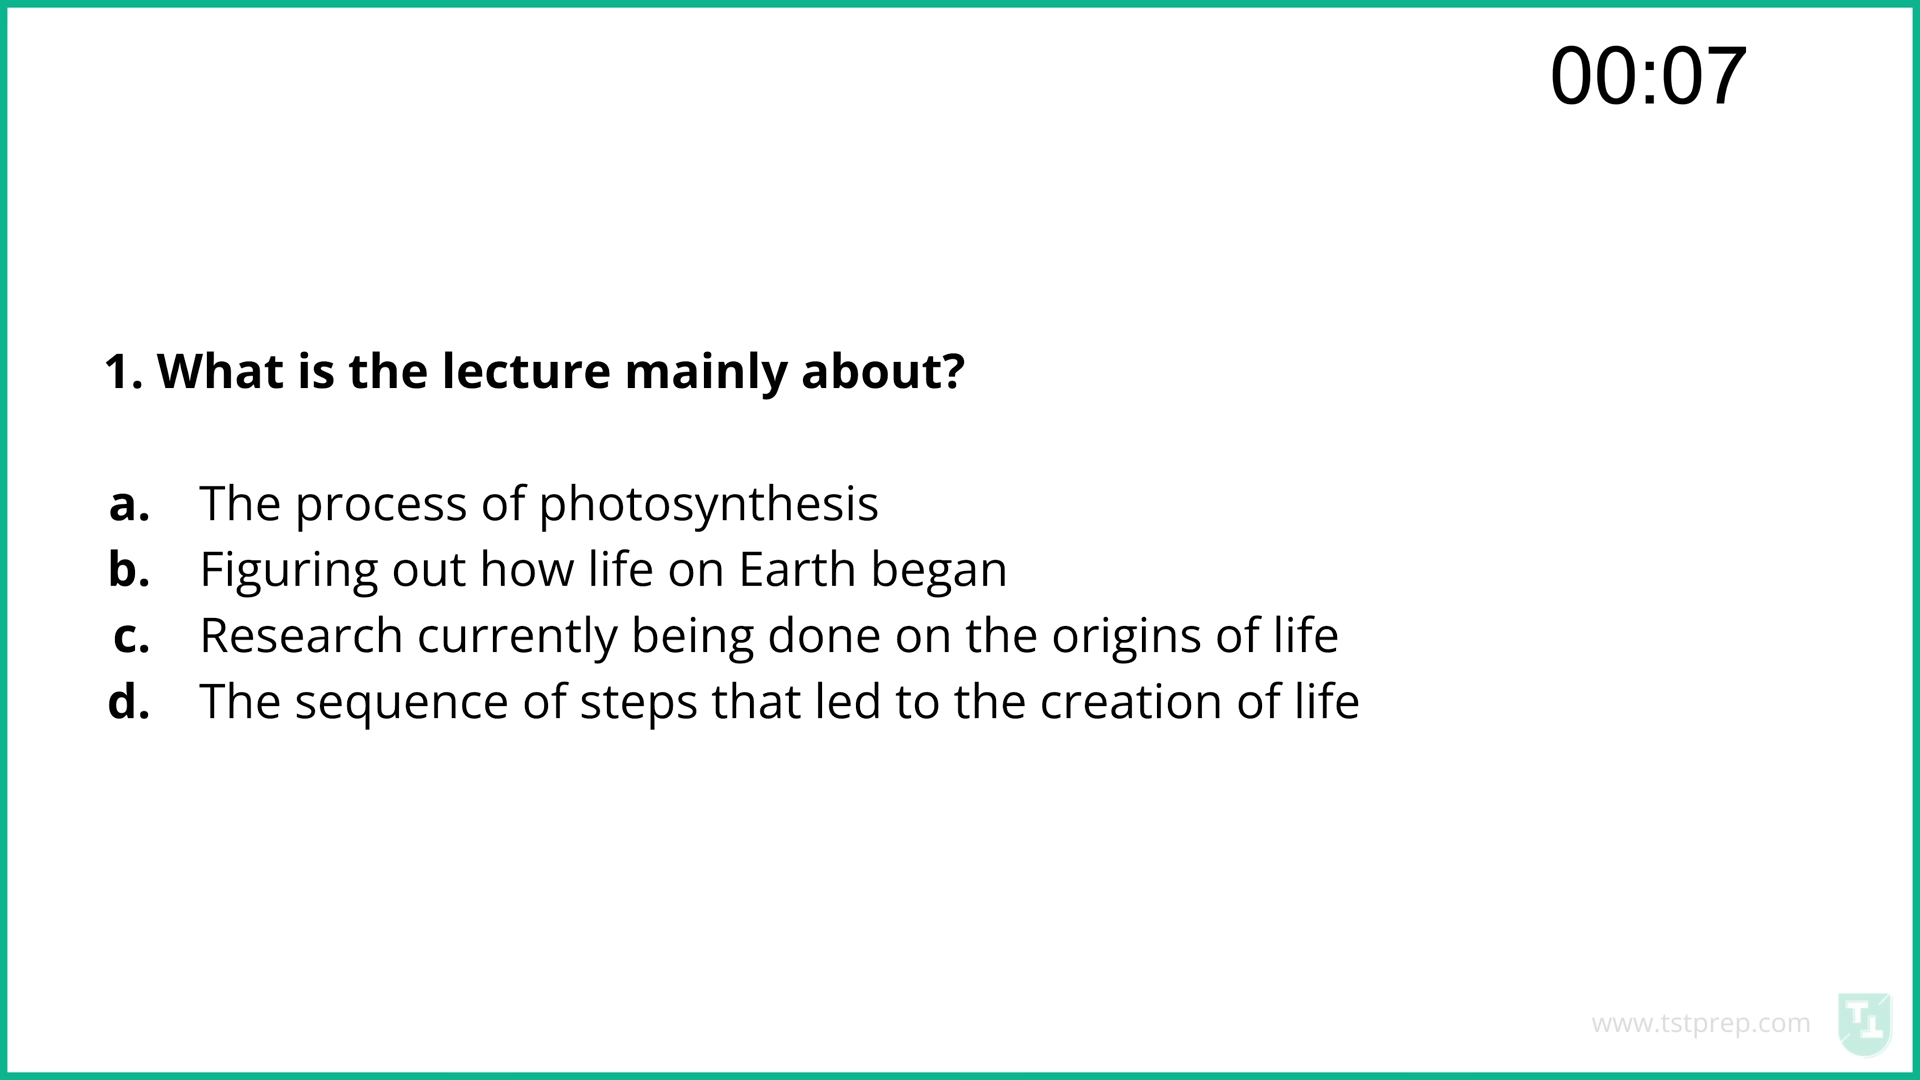 00:07
1. What is the lecture mainly about?
a. The process of photosynthesis
b. Figuring out how life on Earth began
c. Research currently being done on the origins of life
d. The sequence of steps that led to the creation of life
www.tstprep.com